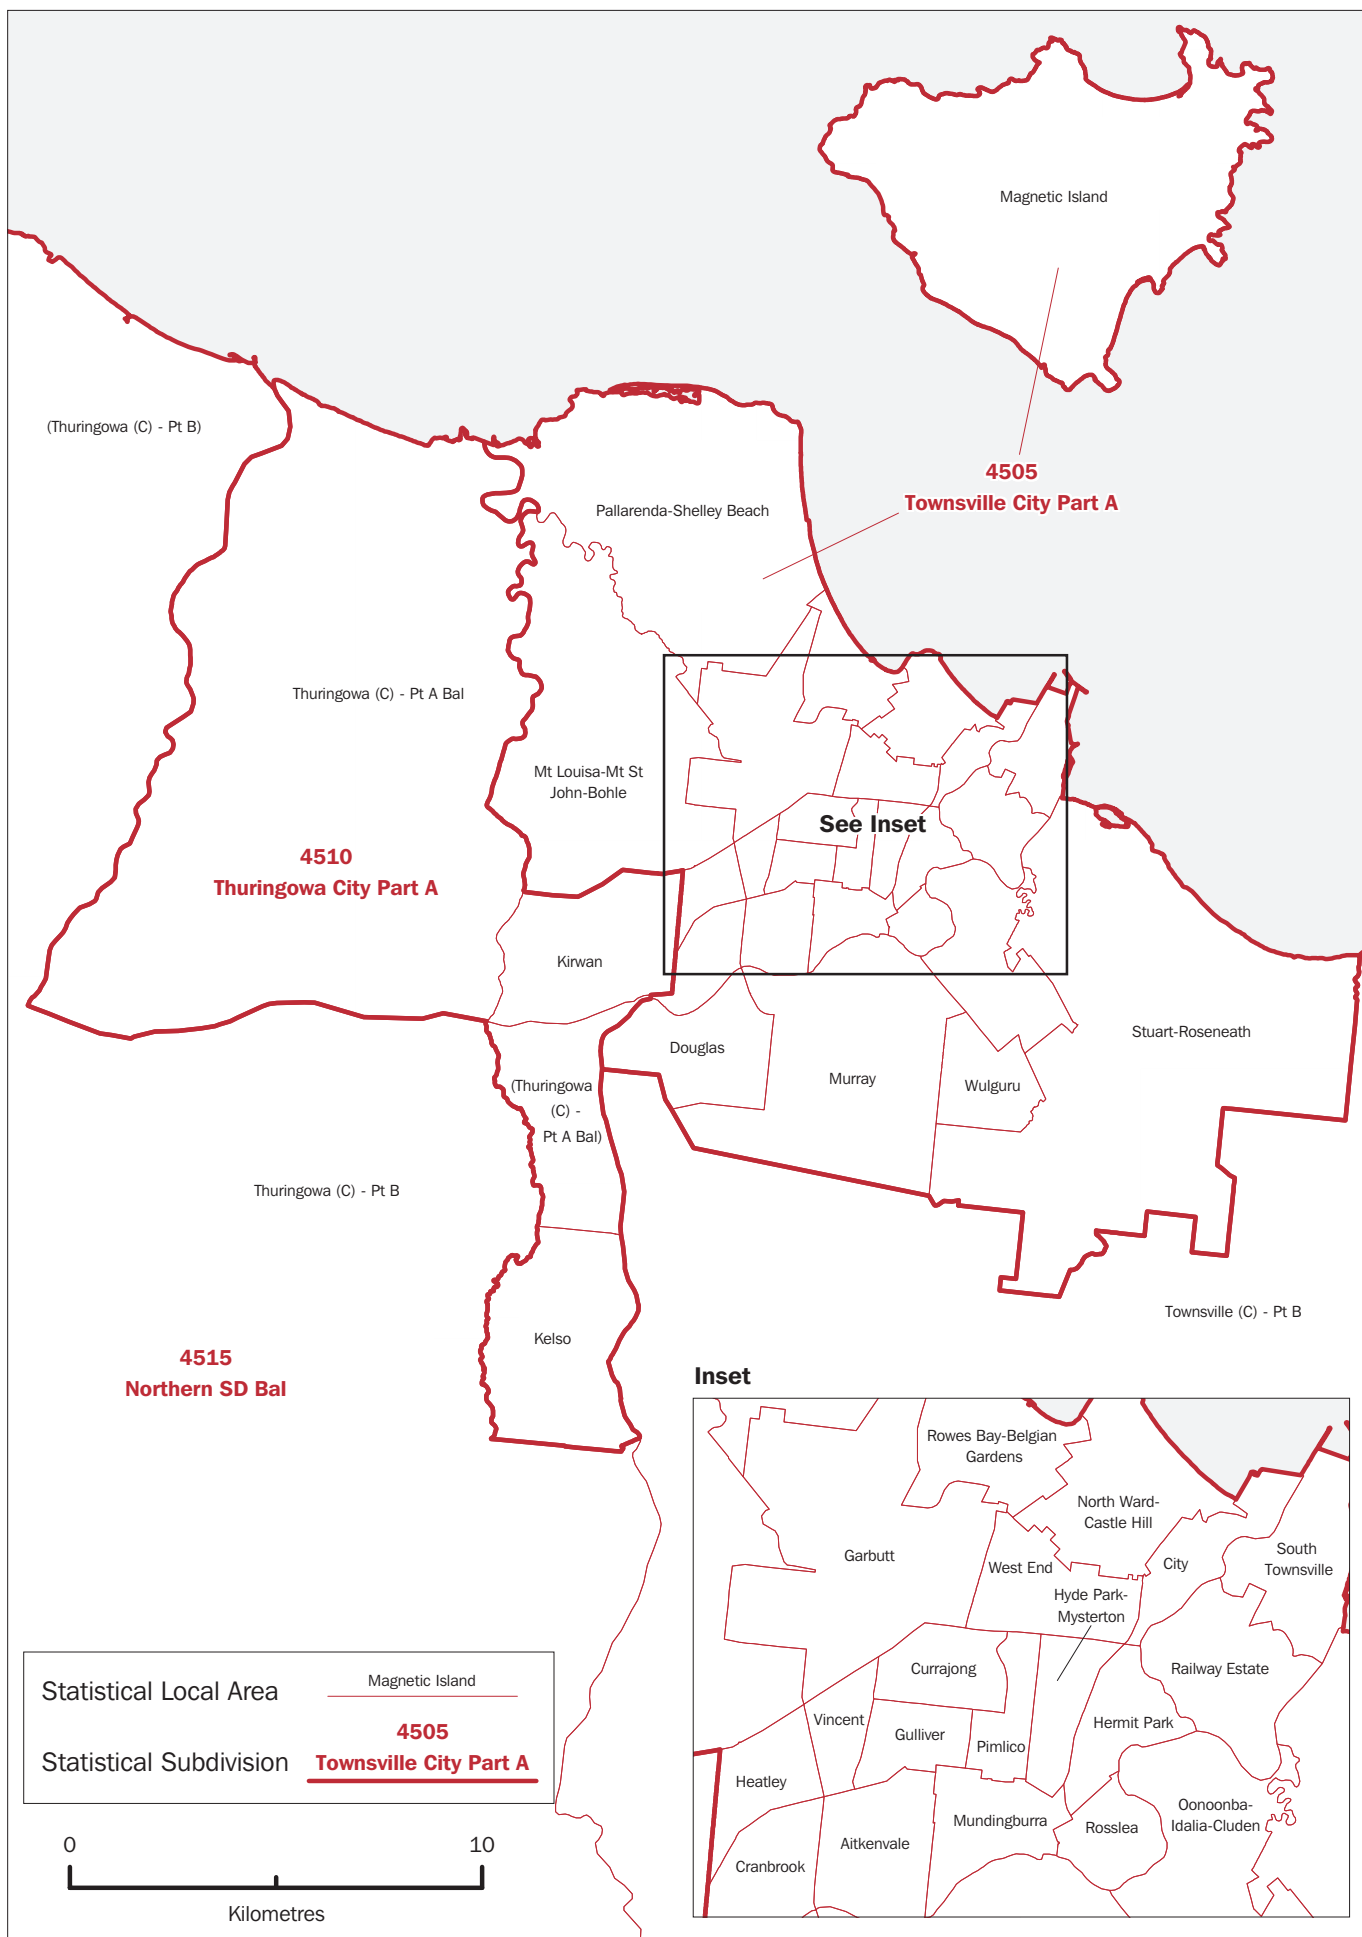 Magnetic Island
(Thuringowa (C) - Pt B)
4505
Townsville City Part A
Pallarenda-Shelley Beach
Thuringowa (C) - Pt A Bal
Mt Louisa-Mt St
John-Bohle
See Inset
4510
Thuringowa City Part A
Kirwan
Stuart-Roseneath
Douglas
Murray
Wulguru
(Thuringowa
(C) -
Pt A Bal)
Thuringowa (C) - Pt B
Townsville (C) - Pt B
Kelso
4515
Northern SD Bal
Inset
Rowes Bay-Belgian
Gardens
North Ward-
Castle Hill
Garbutt
West End
City
South
Townsville
Hyde Park-
Mysterton
Currajong
Railway Estate
Vincent
Gulliver
Pimlico
Hermit Park
Heatley
Mundingburra
Rosslea
Oonoonba-
Idalia-Cluden
Aitkenvale
Cranbrook
Statistical Local Area
Magnetic Island
Statistical Subdivision
4505
Townsville City Part A
0
10
Kilometres